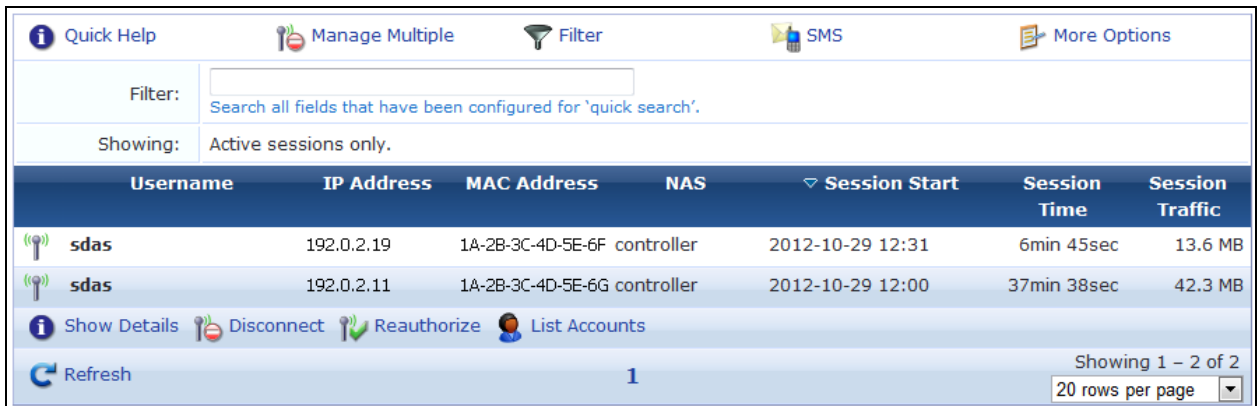 Quick Help Manage Multiple Filter SMS More Options
Filter:
Search all fields that have been configured for 'quick search'.
Showing: Active sessions only.
Username IP Address MAC Address NAS Session Start Session Time Session Traffic
sdas 192.0.2.19 1A-2B-3C-4D-5E-6F controller 2012-10-29 12:31 6min 45sec 13.6 MB
sdas 192.0.2.11 1A-2B-3C-4D-5E-6G controller 2012-10-29 12:00 37min 38sec 42.3 MB
Show Details Disconnect Reauthorize List Accounts
Refresh 1 Showing 1 – 2 of 2
20 rows per page